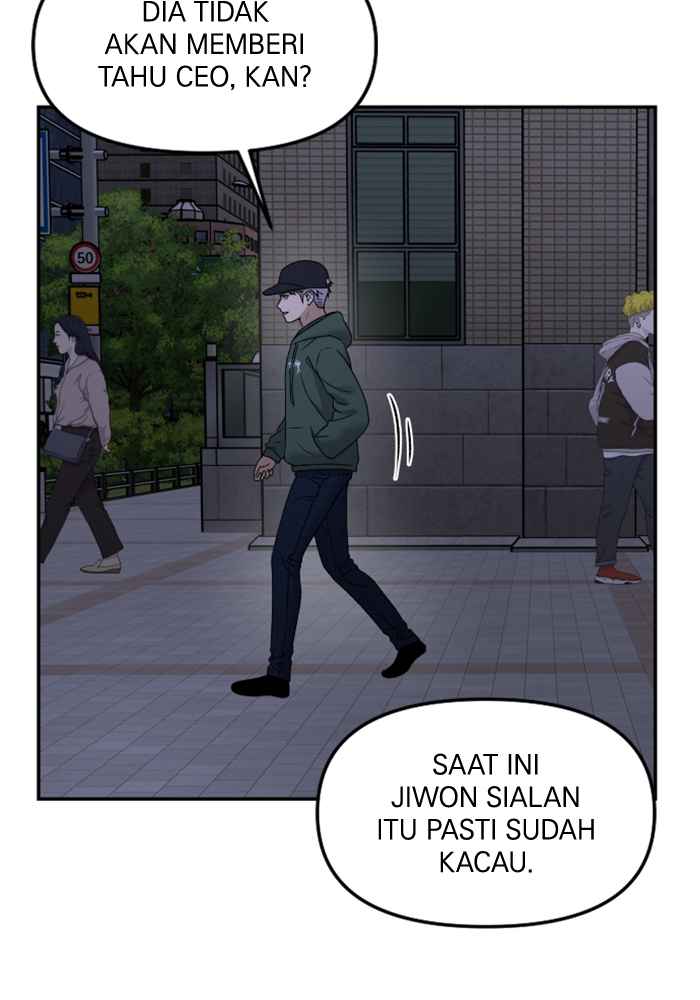 DIA TIDAK
AKAN MEMBERI
TAHU CEO, KAN?
50
SAAT INI
JIWON SIALAN
ITU PASTI SUDAH
KACAU.